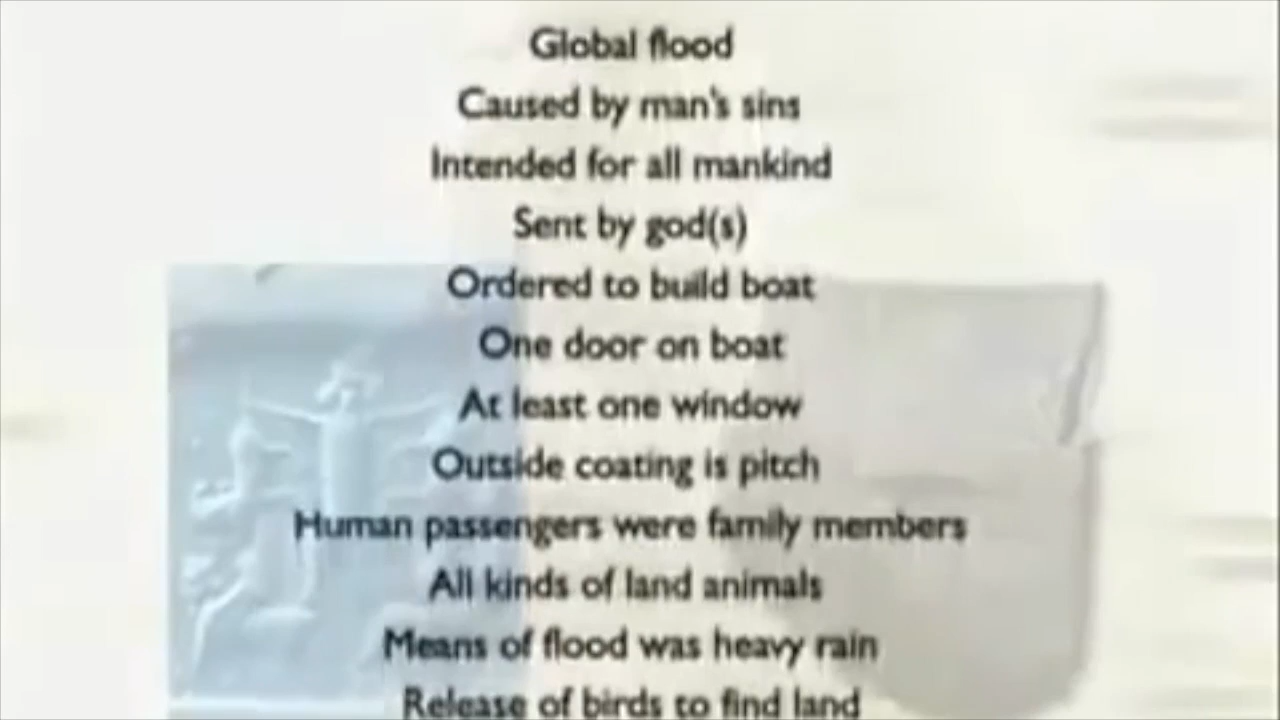 Global flood
Caused by man's sins
Intended for all mankind
Sent by god(s)
Ordered to build boat
One door on boat
At least one window
Outside coating is pitch
Human passengers were family members
All kinds of land animals
Means of flood was heavy rain
Release of birds to find land